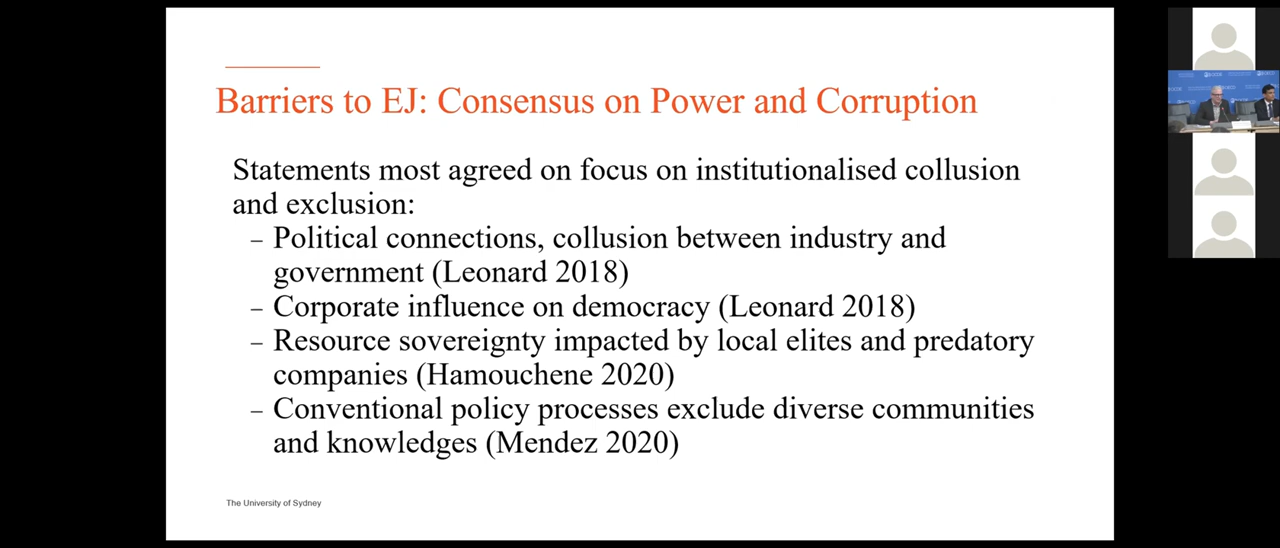 Barriers to EJ: Consensus on Power and Corruption
Statements most agreed on focus on institutionalised collusion
and exclusion:
– Political connections, collusion between industry and
government (Leonard 2018)
– Corporate influence on democracy (Leonard 2018)
– Resource sovereignty impacted by local elites and predatory
companies (Hamouchene 2020)
– Conventional policy processes exclude diverse communities
and knowledges (Mendez 2020)
The University of Sydney